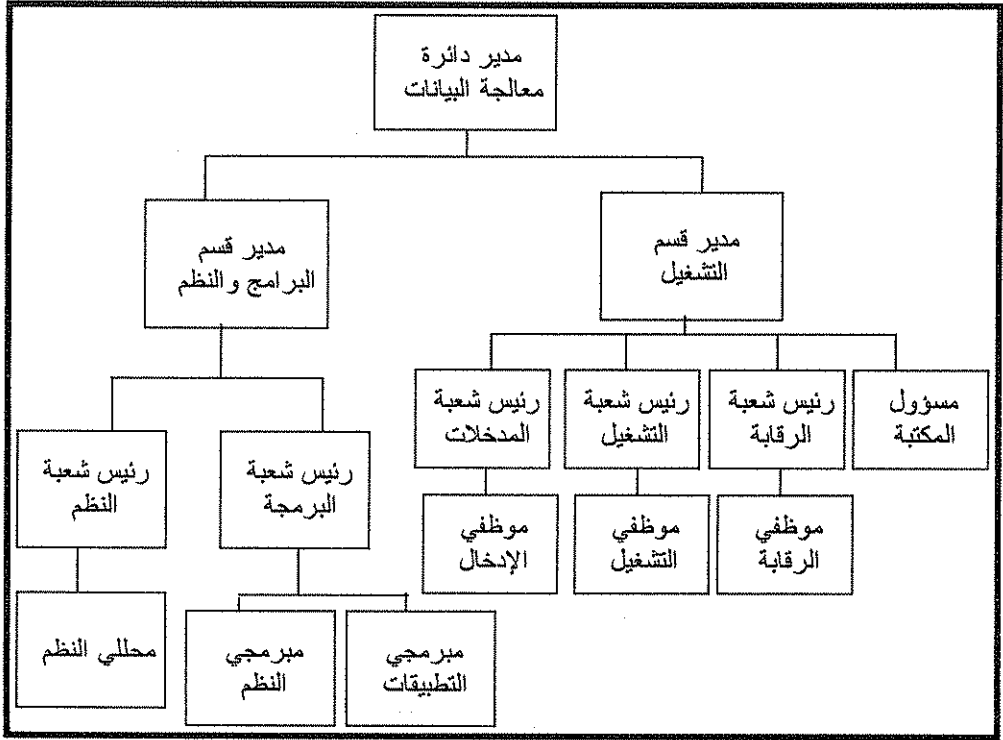 مدير دائرة
معالجة البيانات
مدير قسم
التشغيل
مدير قسم
البرامج والنظم
مسؤول
المكتبة
رئيس شعبة
الرقابة
رئيس شعبة
التشغيل
رئيس شعبة
المدخلات
رئيس شعبة
البرمجة
رئيس شعبة
النظم
موظفي
الرقابة
موظفي
التشغيل
موظفي
الإدخال
مبرمجي
التطبيقات
مبرمجي
النظم
محللي النظم